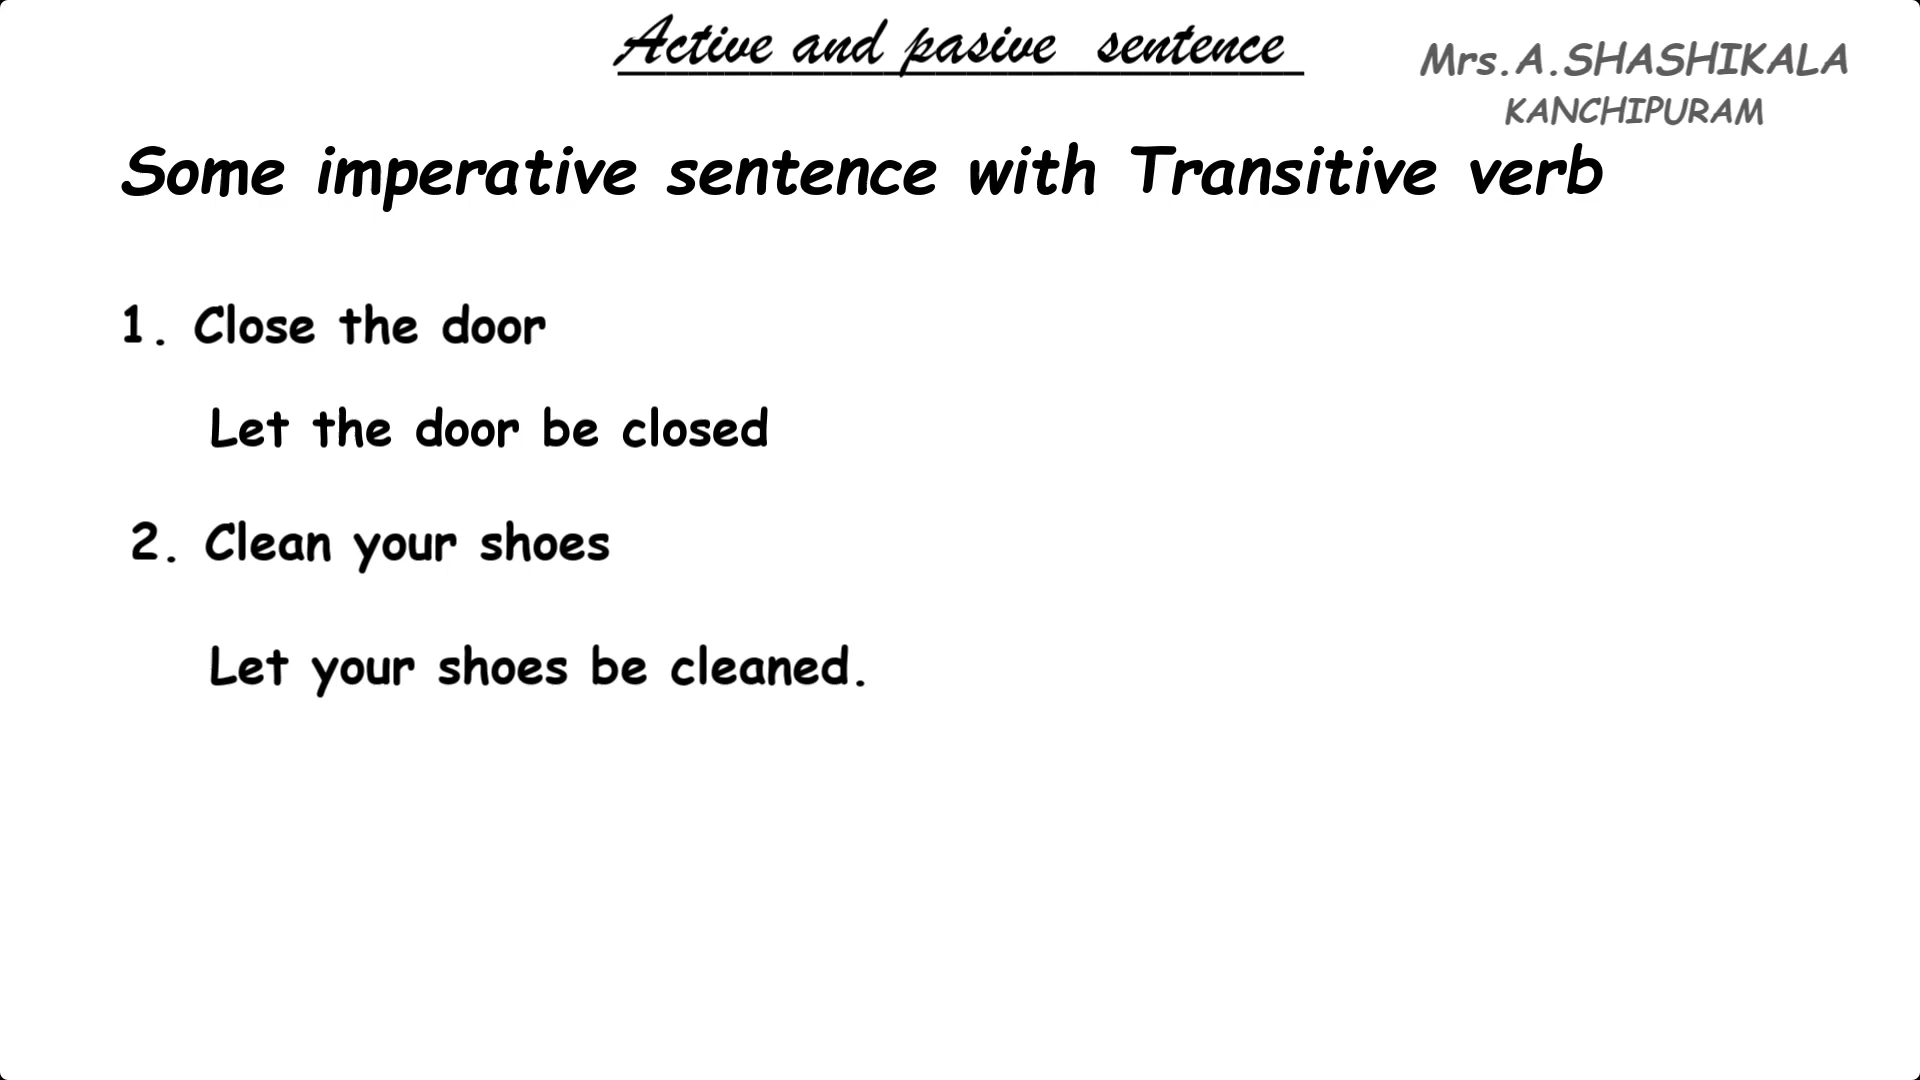 Active and pasive sentence
Mrs.A.SHASHIKALA
KANCHIPURAM
Some imperative sentence with Transitive verb
1. Close the door
Let the door be closed
2. Clean your shoes
Let your shoes be cleaned.